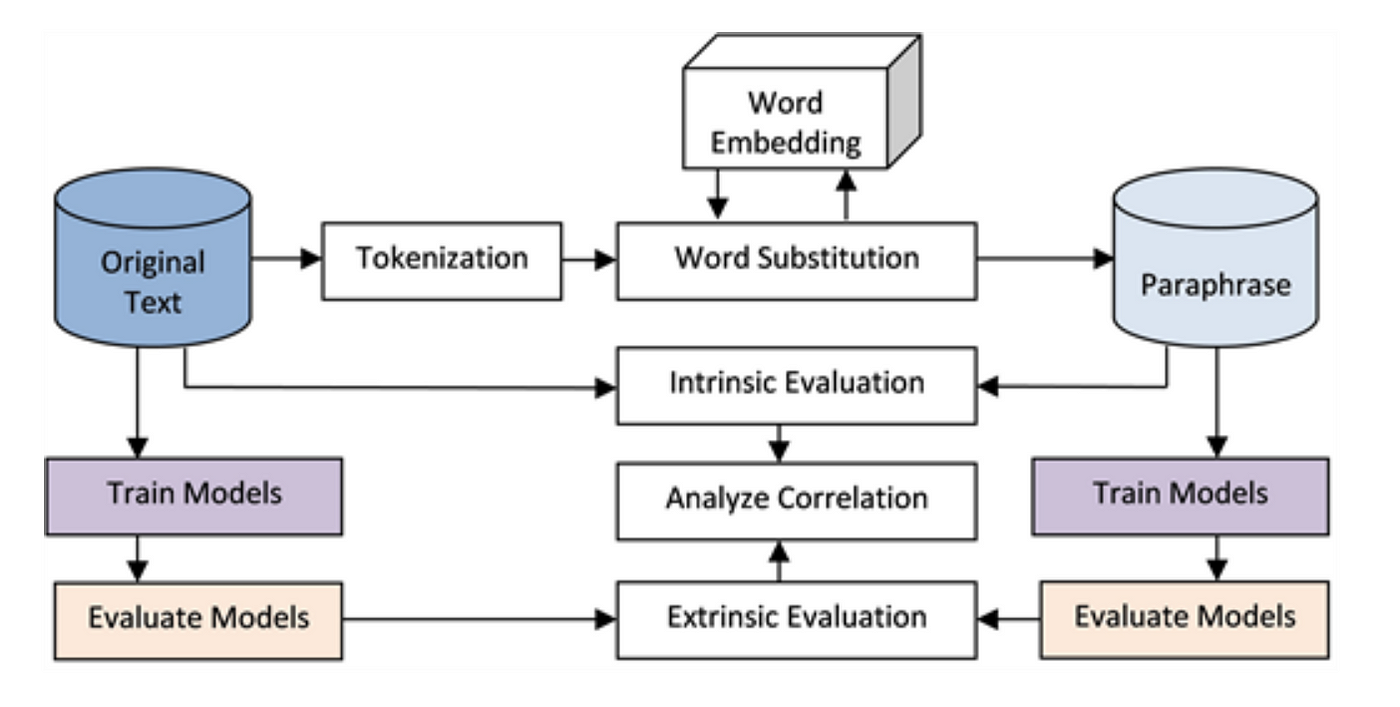 Word
Embedding
Original
Text
Tokenization
Word Substitution
Paraphrase
Intrinsic Evaluation
Train Models
Analyze Correlation
Train Models
Evaluate Models
Extrinsic Evaluation
Evaluate Models